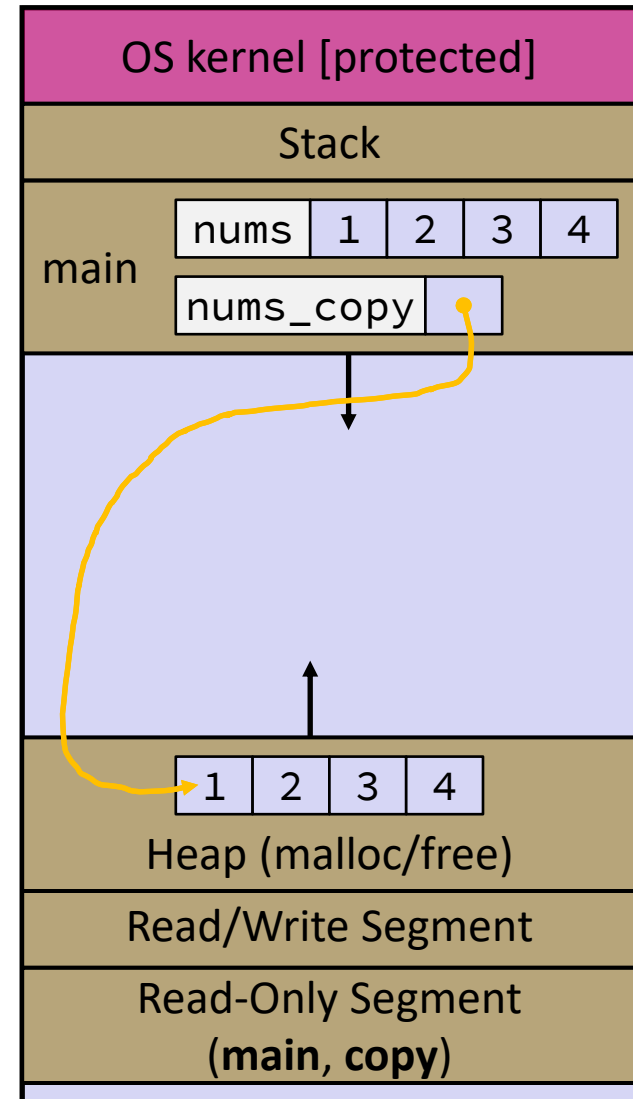 OS kernel [protected]
Stack
main
nums 1 2 3 4
nums_copy
1 2 3 4
Heap (malloc/free)
Read/Write Segment
Read-Only Segment
(main, copy)